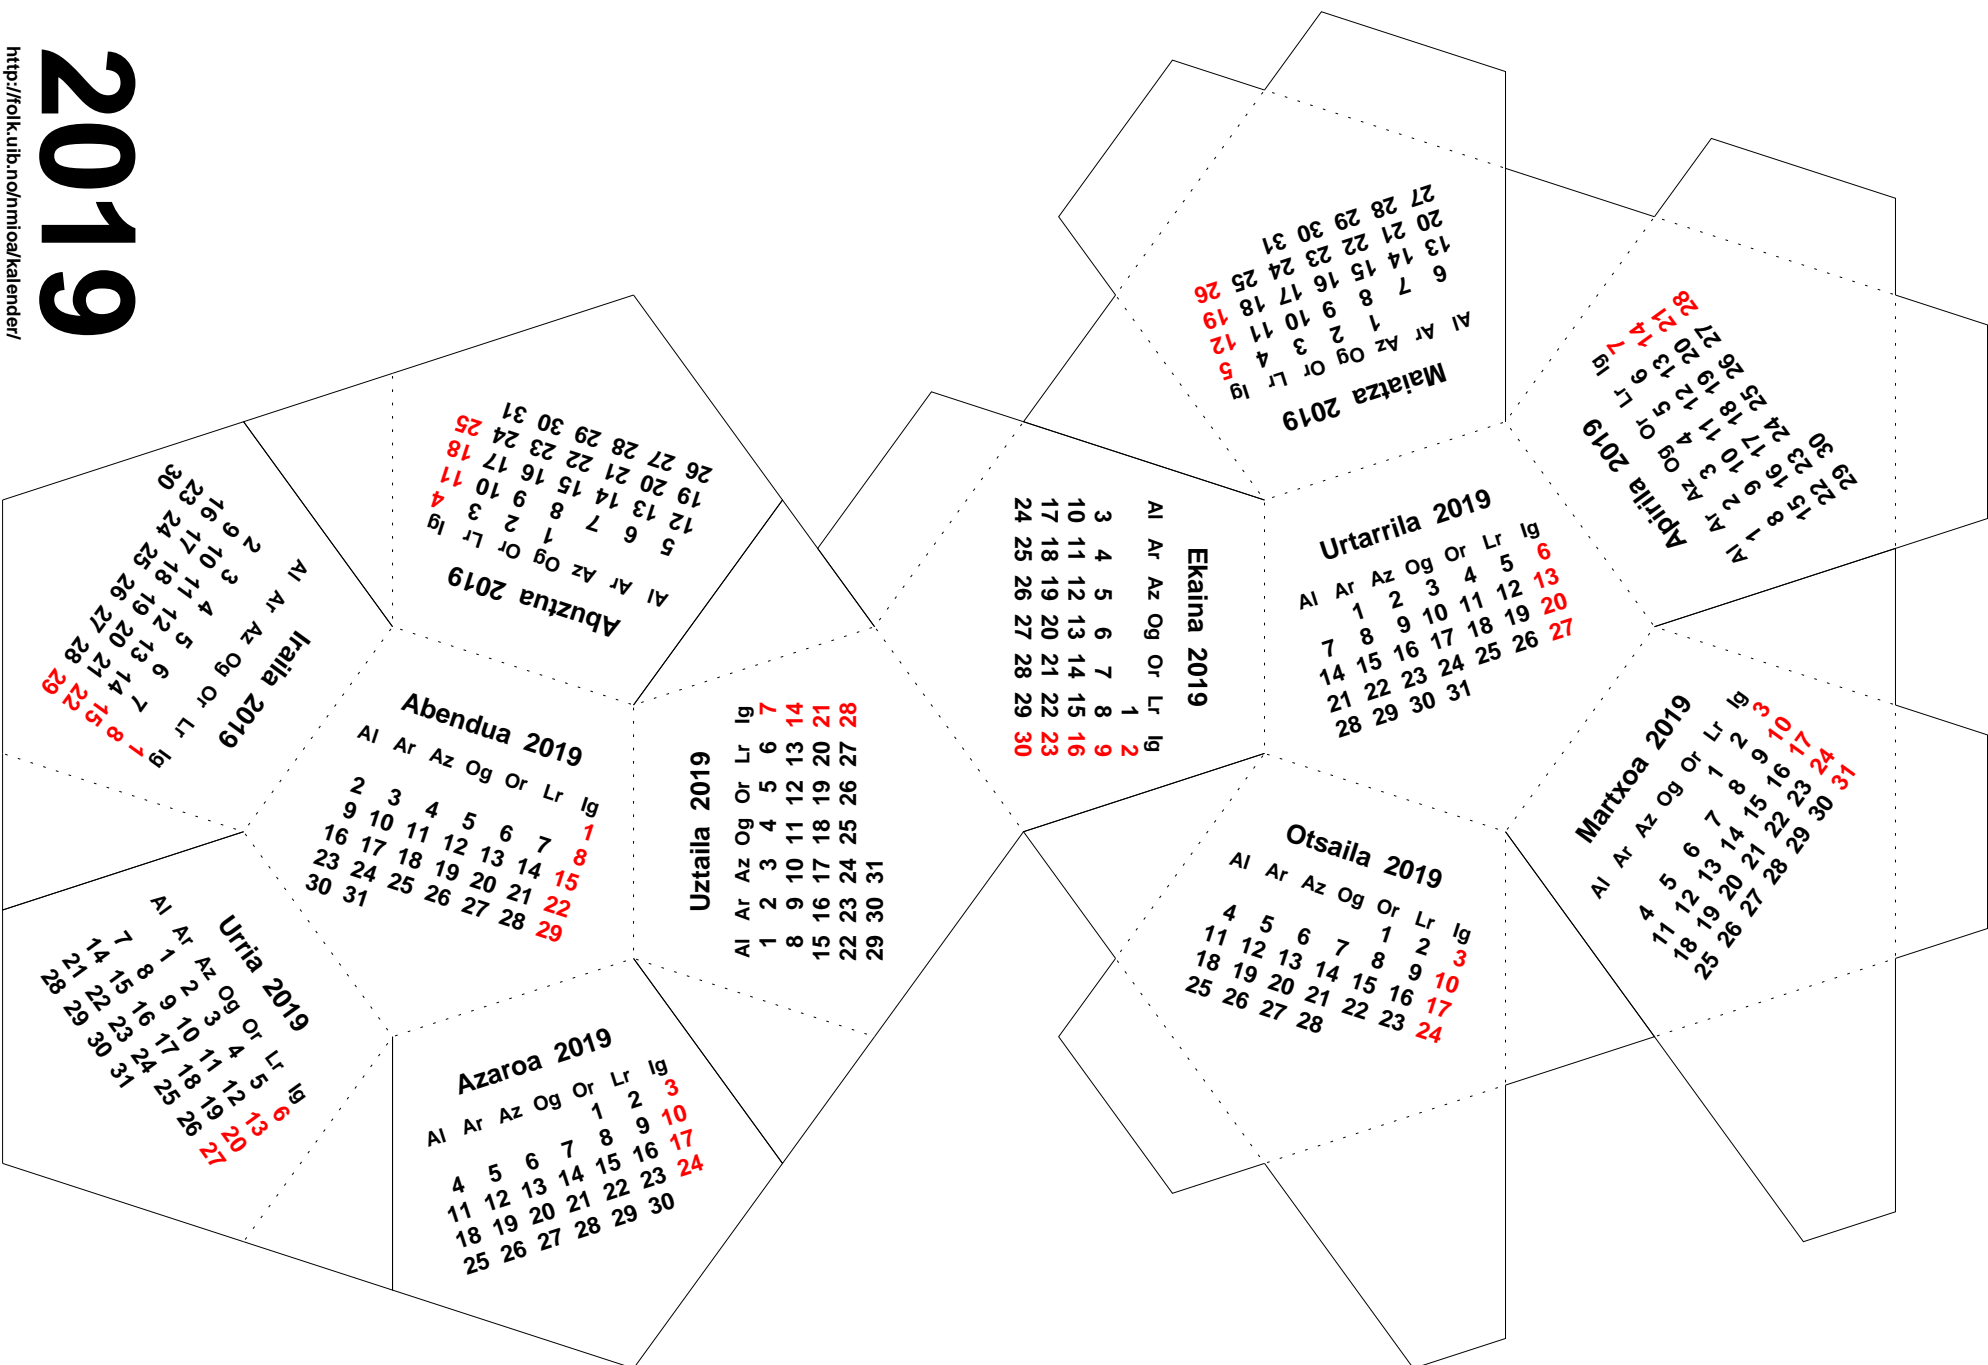 2019
http://folk.uib.no/nmioa/kalender/
Urtarrila 2019
Al Ar Az Og Or Lr Ig
1 2 3 4 5 6
7 8 9 10 11 12 13
14 15 16 17 18 19 20
21 22 23 24 25 26 27
28 29 30 31
Otsaila 2019
Al Ar Az Og Or Lr Ig
1 2 3
4 5 6 7 8 9 10
11 12 13 14 15 16 17
18 19 20 21 22 23 24
25 26 27 28
Martxoa 2019
Al Ar Az Og Or Lr Ig
1 2 3
4 5 6 7 8 9 10
11 12 13 14 15 16 17
18 19 20 21 22 23 24
25 26 27 28 29 30 31
Apirila 2019
Al Ar Az Og Or Lr Ig
1 2 3 4 5 6 7
8 9 10 11 12 13 14
15 16 17 18 19 20 21
22 23 24 25 26 27 28
29 30
Maiatza 2019
Al Ar Az Og Or Lr Ig
1 2 3 4 5
6 7 8 9 10 11 12
13 14 15 16 17 18 19
20 21 22 23 24 25 26
27 28 29 30 31
Ekaina 2019
Al Ar Az Og Or Lr Ig
1 2
3 4 5 6 7 8 9
10 11 12 13 14 15 16
17 18 19 20 21 22 23
24 25 26 27 28 29 30
Uztaila 2019
Al Ar Az Og Or Lr Ig
1 2 3 4 5 6 7
8 9 10 11 12 13 14
15 16 17 18 19 20 21
22 23 24 25 26 27 28
29 30 31
Abuztua 2019
Al Ar Az Og Or Lr Ig
1 2 3 4
5 6 7 8 9 10 11
12 13 14 15 16 17 18
19 20 21 22 23 24 25
26 27 28 29 30 31
Iraila 2019
Al Ar Az Og Or Lr Ig
1
2 3 4 5 6 7 8
9 10 11 12 13 14 15
16 17 18 19 20 21 22
23 24 25 26 27 28 29
30
Urria 2019
Al Ar Az Og Or Lr Ig
1 2 3 4 5 6
7 8 9 10 11 12 13
14 15 16 17 18 19 20
21 22 23 24 25 26 27
28 29 30 31
Azaroa 2019
Al Ar Az Og Or Lr Ig
1 2 3
4 5 6 7 8 9 10
11 12 13 14 15 16 17
18 19 20 21 22 23 24
25 26 27 28 29 30
Abendua 2019
Al Ar Az Og Or Lr Ig
1
2 3 4 5 6 7 8
9 10 11 12 13 14 15
16 17 18 19 20 21 22
23 24 25 26 27 28 29
30 31